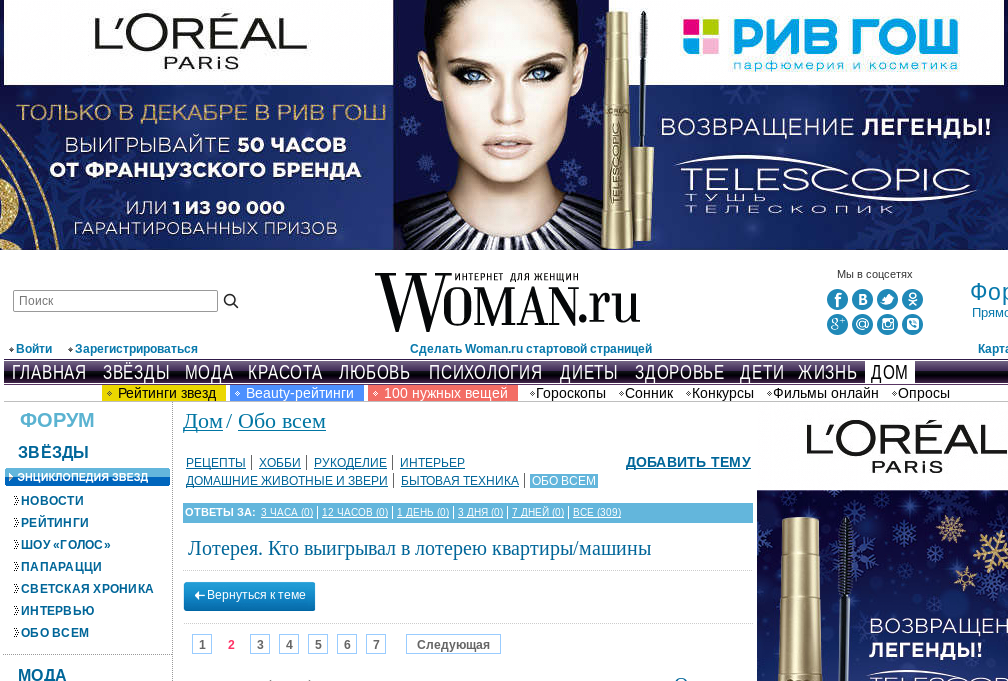 L'ORÉAL
PARiS
РИВ ГОШ
парфюмерия и косметика
ТОЛЬКО В ДЕКАБРЕ В РИВ ГОШ
ВЫИГРЫВАЙТЕ 50 ЧАСОВ
ОТ ФРАНЦУЗСКОГО БРЕНДА
ИЛИ 1 ИЗ 90 000
ГАРАНТИРОВАННЫХ ПРИЗОВ
TELESCOPIC
ВОЗВРАЩЕНИЕ ЛЕГЕНДЫ!
TELESCOPIC
ТУШЬ
ТЕЛЕСКОПИК
Поиск
ИНТЕРНЕТ ДЛЯ ЖЕНЩИН
WOMAN.ru
Мы в соцсетях
Фор
Прямо
Войти Зарегистрироваться
Сделать Woman.ru стартовой страницей
Карта
ГЛАВНАЯ ЗВЁЗДЫ МОДА КРАСОТА ЛЮБОВЬ ПСИХОЛОГИЯ ДИЕТЫ ЗДОРОВЬЕ ДЕТИ ЖИЗНЬ ДОМ
Рейтинги звезд Beauty-рейтинги 100 нужных вещей Гороскопы Сонник Конкурсы Фильмы онлайн Опросы
ФОРУМ
ЗВЁЗДЫ
ЭНЦИКЛОПЕДИЯ ЗВЕЗД
НОВОСТИ
РЕЙТИНГИ
ШОУ «ГОЛОС»
ПАПАРАЦЦИ
СВЕТСКАЯ ХРОНИКА
ИНТЕРВЬЮ
ОБО ВСЕМ
МОДА
Дом / Обо всем
РЕЦЕПТЫ ХОББИ РУКОДЕЛИЕ ИНТЕРЬЕР
ДОБАВИТЬ ТЕМУ
ДОМАШНИЕ ЖИВОТНЫЕ И ЗВЕРИ БЫТОВАЯ ТЕХНИКА ОБО ВСЕМ
ОТВЕТЫ ЗА: 3 ЧАСА (0) 12 ЧАСОВ (0) 1 ДЕНЬ (0) 3 ДНЯ (0) 7 ДНЕЙ (0) ВСЕ (309)
Лотерея. Кто выигрывал в лотерею квартиры/машины
Вернуться к теме
1 2 3 4 5 6 7 Следующая
L'ORÉAL
PARiS
ВОЗВРАЩЕН
ЛЕГЕНДЫ!